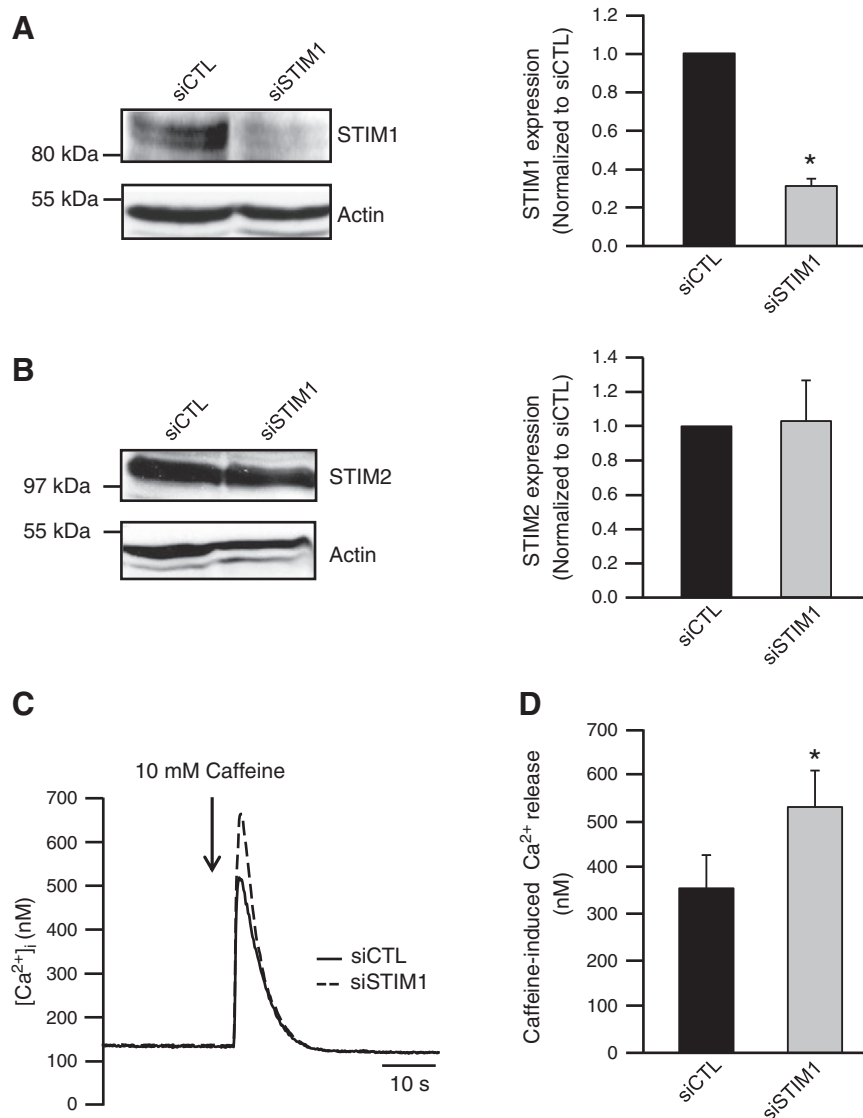 A
siCTL
siSTIM1
80 kDa
STIM1
55 kDa
Actin
STIM1 expression
(Normalized to siCTL)
1.2
1.0
0.8
0.6
0.4
0.2
0.0
*
siCTL
siSTIM1
B
siCTL
siSTIM1
97 kDa
STIM2
55 kDa
Actin
STIM2 expression
(Normalized to siCTL)
1.4
1.2
1.0
0.8
0.6
0.4
0.2
0.0
siCTL
siSTIM1
C
10 mM Caffeine
[Ca²⁺]ᵢ (nM)
700
600
500
400
300
200
100
0
siCTL
siSTIM1
10 s
D
Caffeine-induced Ca²⁺ release
(nM)
700
600
500
400
300
200
100
0
*
siCTL
siSTIM1